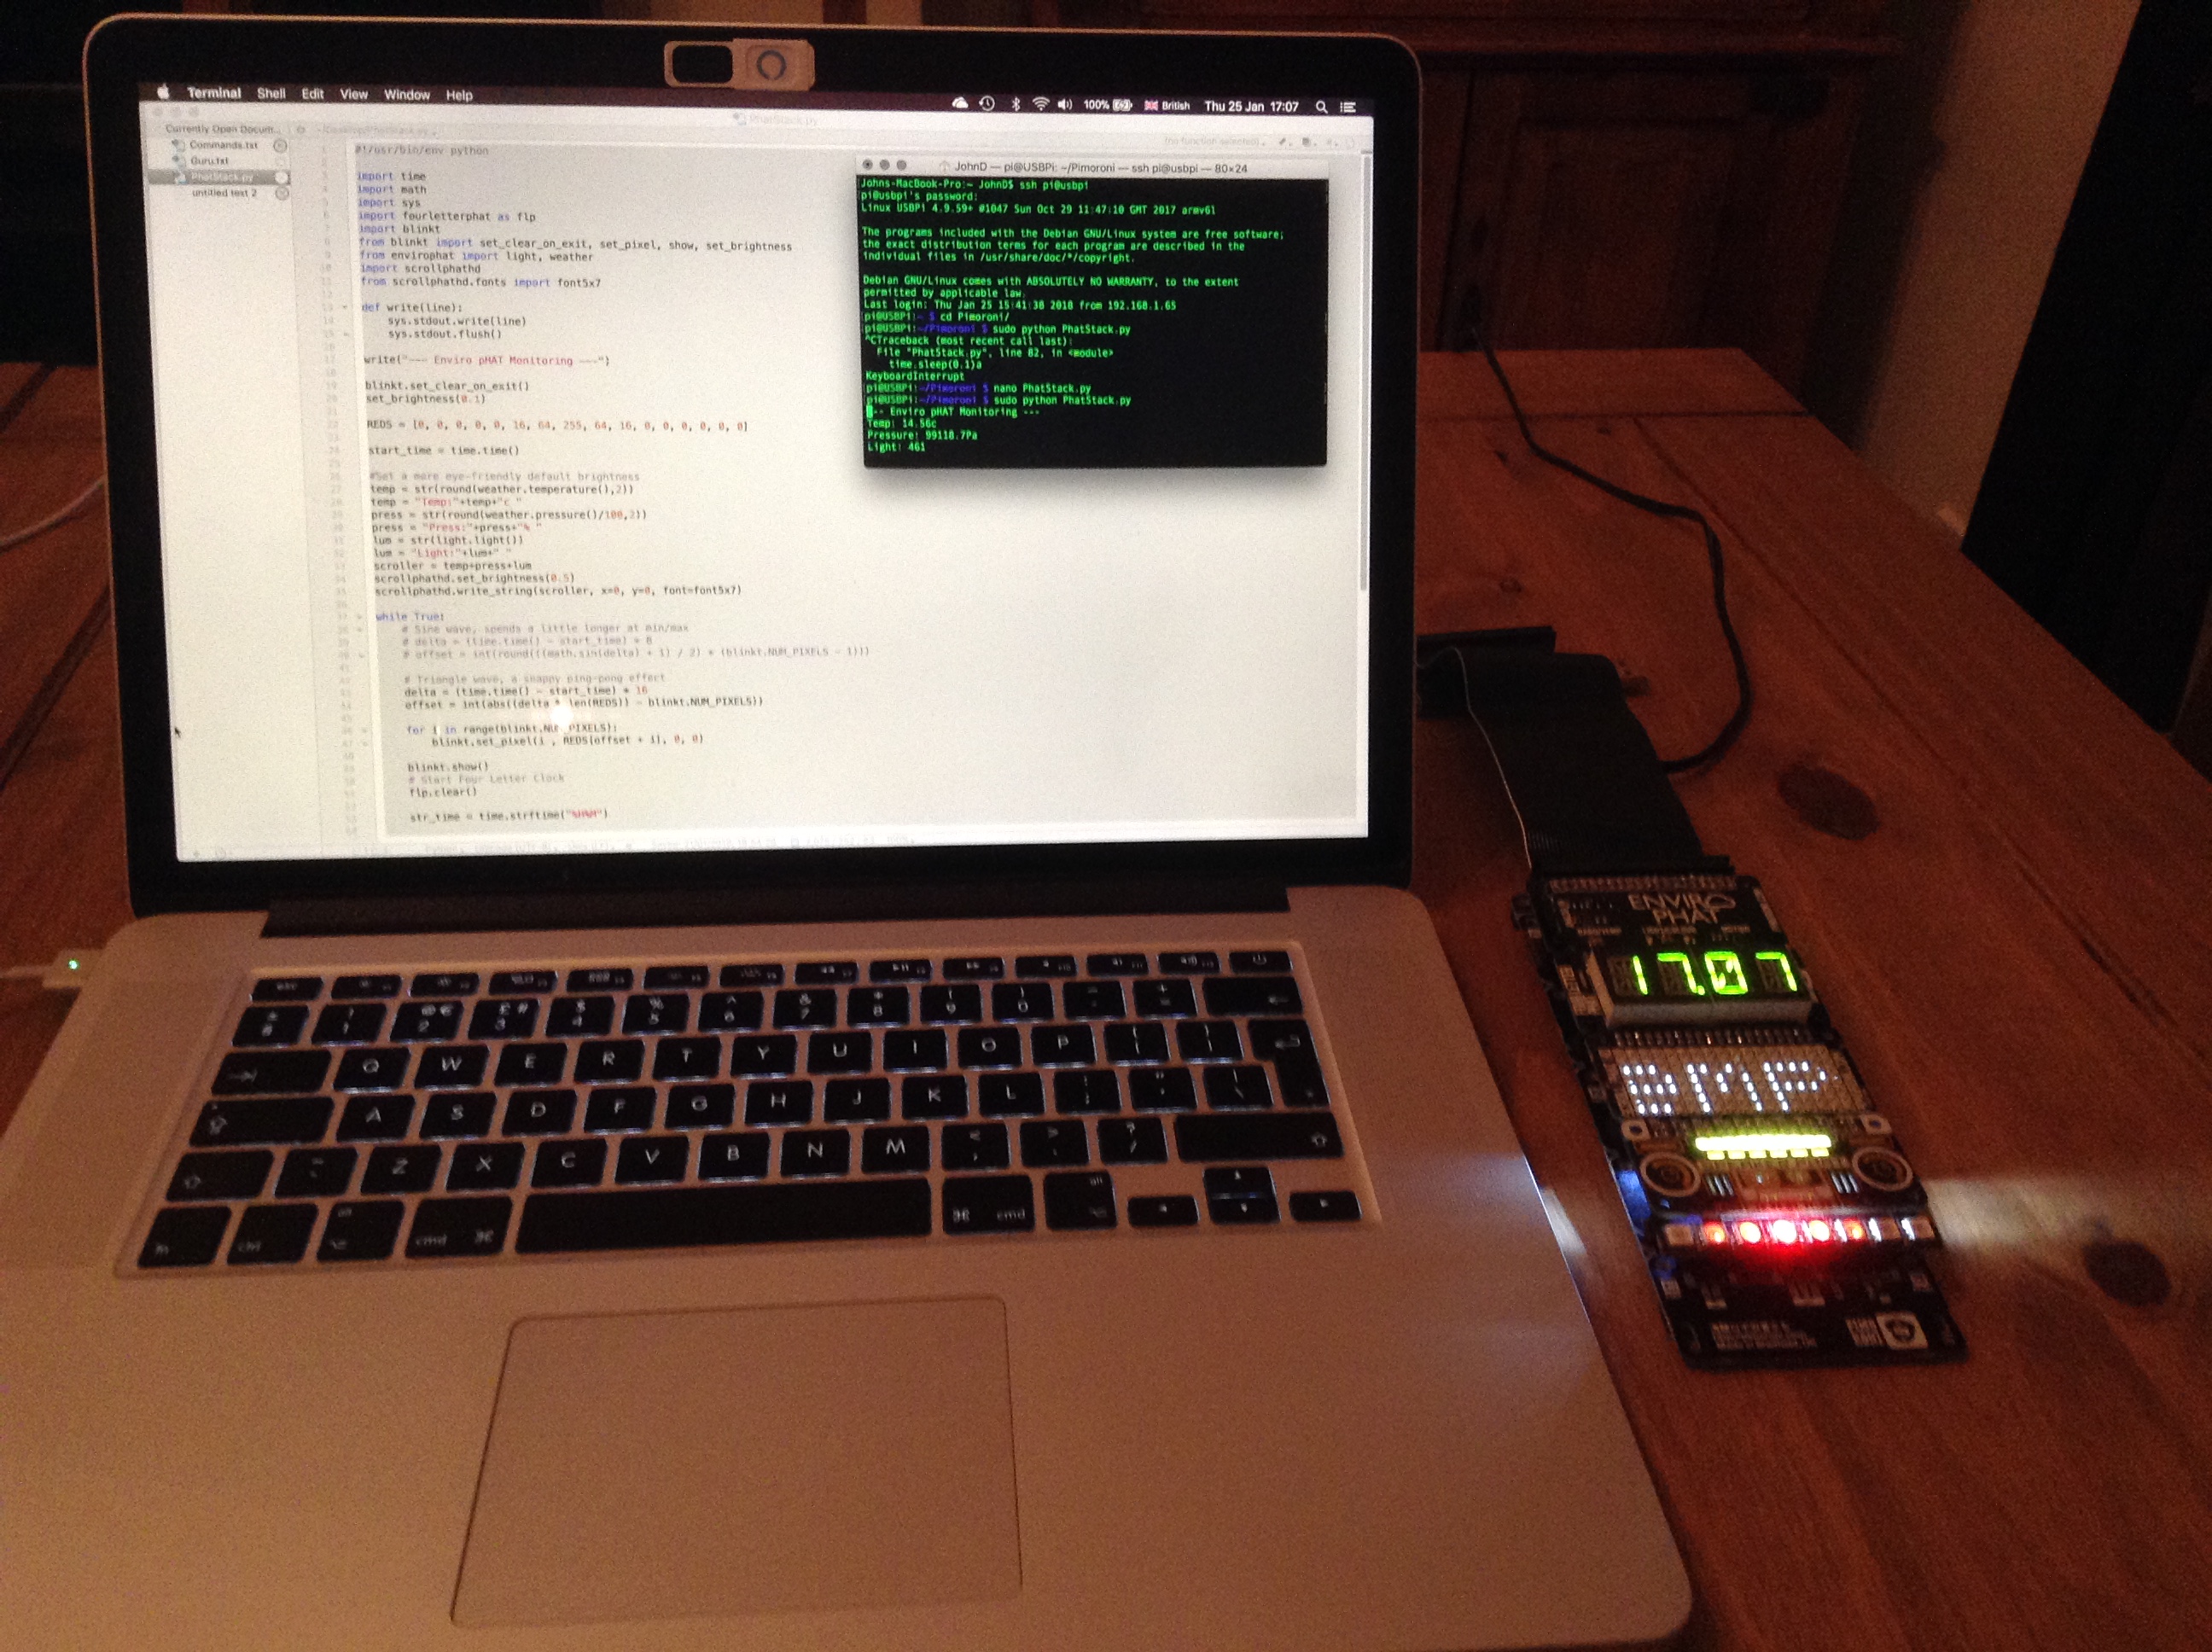 Terminal Shell Edit View Window Help
100% British Thu 25 Jan 17:07
PhatStack.py
Currently Open Docum...
Commands.txt
Guru.txt
PhatStack.py
untitled text 2
#!/usr/bin/env python
import time
import math
import sys
import fourletterphat as flp
import blinkt
from blinkt import set_clear_on_exit, set_pixel, show, set_brightness
from envirophat import light, weather
import scrollphathd
from scrollphathd.fonts import font5x7
def write(line):
sys.stdout.write(line)
sys.stdout.flush()
write("--- Enviro pHAT Monitoring ---")
blinkt.set_clear_on_exit()
set_brightness(0.1)
REDS = [0, 0, 0, 0, 0, 16, 64, 255, 64, 16, 0, 0, 0, 0, 0, 0]
start_time = time.time()
#Set a more eye-friendly default brightness
temp = str(round(weather.temperature(),2))
temp = "Temp:"+temp+"c "
press = str(round(weather.pressure()/100,2))
press = "Press:"+press+"% "
lum = str(light.light())
lum = "Light:"+lum+" "
scroller = temp+press+lum
scrollphathd.set_brightness(0.5)
scrollphathd.write_string(scroller, x=0, y=0, font=font5x7)
while True:
# Sine wave, spends a little longer at min/max
# delta = (time.time() - start_time) * 8
# offset = int(round(((math.sin(delta) + 1) / 2) * (blinkt.NUM_PIXELS - 1)))
# Triangle wave, a snappy ping-pong effect
delta = (time.time() - start_time) * 16
offset = int(abs((delta % len(REDS)) - blinkt.NUM_PIXELS))
for i in range(blinkt.NUM_PIXELS):
blinkt.set_pixel(i , REDS[offset + i], 0, 0)
blinkt.show()
# Start Four Letter Clock
flp.clear()
str_time = time.strftime("%H%M")
JohnD — pi@USBPi: ~/Pimoroni — ssh pi@usbpi — 80×24
Johns-MacBook-Pro:~ JohnD$ ssh pi@usbpi
pi@usbpi's password:
Linux USBPi 4.9.59+ #1047 Sun Oct 29 11:47:10 GMT 2017 armv6l
The programs included with the Debian GNU/Linux system are free software;
the exact distribution terms for each program are described in the
individual files in /usr/share/doc/*/copyright.
Debian GNU/Linux comes with ABSOLUTELY NO WARRANTY, to the extent
permitted by applicable law.
Last login: Thu Jan 25 15:41:38 2018 from 192.168.1.65
pi@USBPi:~ $ cd Pimoroni/
pi@USBPi:~/Pimoroni $ sudo python PhatStack.py
^CTraceback (most recent call last):
File "PhatStack.py", line 82, in <module>
time.sleep(0.1)a
KeyboardInterrupt
pi@USBPi:~/Pimoroni $ nano PhatStack.py
pi@USBPi:~/Pimoroni $ sudo python PhatStack.py
-- Enviro pHAT Monitoring ---
Temp: 14.56c
Pressure: 99118.7Pa
Light: 461
ENVIRO
PHAT
17.07
Q W E R T Y U I O P
A S D F G H J K L
Z X C V B N M
fn ctrl cmd cmd alt